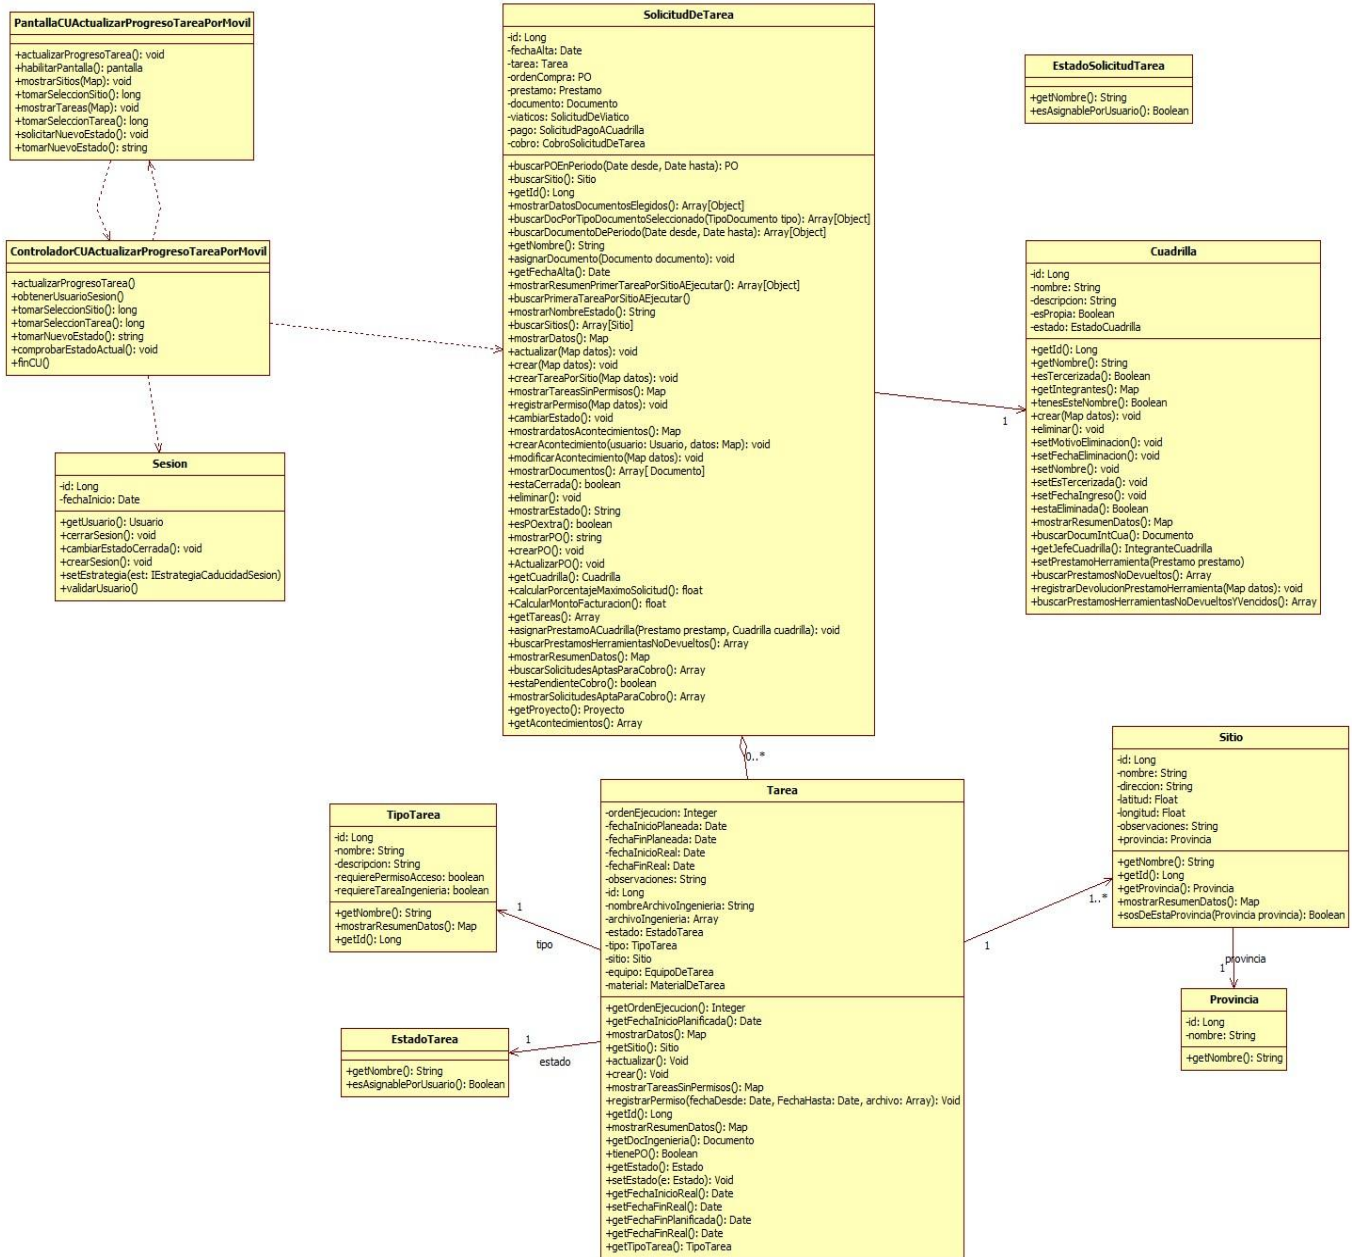 PantallaCUActualizarProgresoTareaPorMovil
+actualizarProgresoTarea(): void
+habilitarPantalla(): pantalla
+mostrarSitios(Map): void
+tomarSeleccionSitio(): long
+mostrarTareas(Map): void
+tomarSeleccionTarea(): long
+solicitarNuevoEstado(): void
+tomarNuevoEstado(): string
ControladorCUActualizarProgresoTareaPorMovil
+actualizarProgresoTarea()
+obtenerUsuarioSesion()
+tomarSeleccionSitio(): long
+tomarSeleccionTarea(): long
+tomarNuevoEstado(): string
+comprobarEstadoActual(): void
+finCU()
Sesion
-id: Long
-fechaInicio: Date
+getUsuario(): Usuario
+cerrarSesion(): void
+cambiarEstadoCerrada(): void
+crearSesion(): void
+setEstrategia(est: IEstrategiaCaducidadSesion)
+validarUsuario()
SolicitudDeTarea
-id: Long
-fechaAlta: Date
-tarea: Tarea
-ordenCompra: PO
-prestamo: Prestamo
-documento: Documento
-viaticos: SolicitudDeViatico
-pago: SolicitudPagoACuadrilla
-cobro: CobroSolicitudDeTarea
+buscarPOEnPeriodo(Date desde, Date hasta): PO
+buscarSitio(): Sitio
+getId(): Long
+mostrarDatosDocumentosElegidos(): Array[Object]
+buscarDocPorTipoDocumentoSeleccionado(TipoDocumento tipo): Array[Object]
+buscarDocumentoDePeriodo(Date desde, Date hasta): Array[Object]
+getNombre(): String
+asignarDocumento(Documento documento): void
+getFechaAlta(): Date
+mostrarResumenPrimerTareaPorSitioAEjecutar(): Array[Object]
+buscarPrimeraTareaPorSitioAEjecutar()
+mostrarNombreEstado(): String
+buscarSitios(): Array[Sitio]
+mostrarDatos(): Map
+actualizar(Map datos): void
+crear(Map datos): void
+crearTareaPorSitio(Map datos): void
+mostrarTareasSinPermisos(): Map
+registrarPermiso(Map datos): void
+cambiarEstado(): void
+mostrardatosAcontecimientos(): Map
+crearAcontecimiento(usuario: Usuario, datos: Map): void
+modificarAcontecimiento(Map datos): void
+mostrarDocumentos(): Array[ Documento]
+estaCerrada(): boolean
+eliminar(): void
+mostrarEstado(): String
+esPOextra(): boolean
+mostrarPO(): string
+crearPO(): void
+ActualizarPO(): void
+getCuadrilla(): Cuadrilla
+calcularPorcentajeMaximoSolicitud(): float
+CalcularMontoFacturacion(): float
+getTareas(): Array
+asignarPrestamoACuadrilla(Prestamo prestamp, Cuadrilla cuadrilla): void
+buscarPrestamosHerramientasNoDevueltos(): Array
+mostrarResumenDatos(): Map
+buscarSolicitudesAptasParaCobro(): Array
+estaPendienteCobro(): boolean
+mostrarSolicitudesAptaParaCobro(): Array
+getProyecto(): Proyecto
+getAcontecimientos(): Array
EstadoSolicitudTarea
+getNombre(): String
+esAsignablePorUsuario(): Boolean
Cuadrilla
-id: Long
-nombre: String
-descripcion: String
-esPropia: Boolean
-estado: EstadoCuadrilla
+getId(): Long
+getNombre(): String
+esTercerizada(): Boolean
+getIntegrantes(): Map
+tenesEsteNombre(): Boolean
+crear(Map datos): void
+eliminar(): void
+setMotivoEliminacion(): void
+setFechaEliminacion(): void
+setNombre(): void
+setEsTercerizada(): void
+setFechaIngreso(): void
+estaEliminada(): Boolean
+mostrarResumenDatos(): Map
+buscarDocumIntCua(): Documento
+getJefeCuadrilla(): IntegranteCuadrilla
+setPrestamoHerramienta(Prestamo prestamo)
+buscarPrestamosNoDevueltos(): Array
+registrarDevolucionPrestamoHerramienta(Map datos): void
+buscarPrestamosHerramientasNoDevueltosYVencidos(): Array
1
0..*
TipoTarea
-id: Long
-nombre: String
-descripcion: String
-requierePermisoAcceso: boolean
-requiereTareaIngenieria: boolean
+getNombre(): String
+mostrarResumenDatos(): Map
+getId(): Long
1
tipo
EstadoTarea
+getNombre(): String
+esAsignablePorUsuario(): Boolean
1
estado
Tarea
-ordenEjecucion: Integer
-fechaInicioPlaneada: Date
-fechaFinPlaneada: Date
-fechaInicioReal: Date
-fechaFinReal: Date
-observaciones: String
-id: Long
-nombreArchivoIngenieria: String
-archivoIngenieria: Array
-estado: EstadoTarea
-tipo: TipoTarea
-sitio: Sitio
-equipo: EquipoDeTarea
-material: MaterialDeTarea
+getOrdenEjecucion(): Integer
+getFechaInicioPlanificada(): Date
+mostrarDatos(): Map
+getSitio(): Sitio
+actualizar(): Void
+crear(): Void
+mostrarTareasSinPermisos(): Map
+registrarPermiso(fechaDesde: Date, FechaHasta: Date, archivo: Array): Void
+getId(): Long
+mostrarResumenDatos(): Map
+getDocIngenieria(): Documento
+tienePO(): Boolean
+getEstado(): Estado
+setEstado(e: Estado): Void
+getFechaInicioReal(): Date
+setFechaFinReal(): Date
+getFechaFinPlanificada(): Date
+getFechaFinReal(): Date
+getTipoTarea(): TipoTarea
1
1..*
Sitio
-id: Long
-nombre: String
-direccion: String
-latitud: Float
-longitud: Float
-observaciones: String
+provincia: Provincia
+getNombre(): String
+getId(): Long
+getProvincia(): Provincia
+mostrarResumenDatos(): Map
+sosDeEstaProvincia(Provincia provincia): Boolean
provincia
1
Provincia
-id: Long
-nombre: String
+getNombre(): String